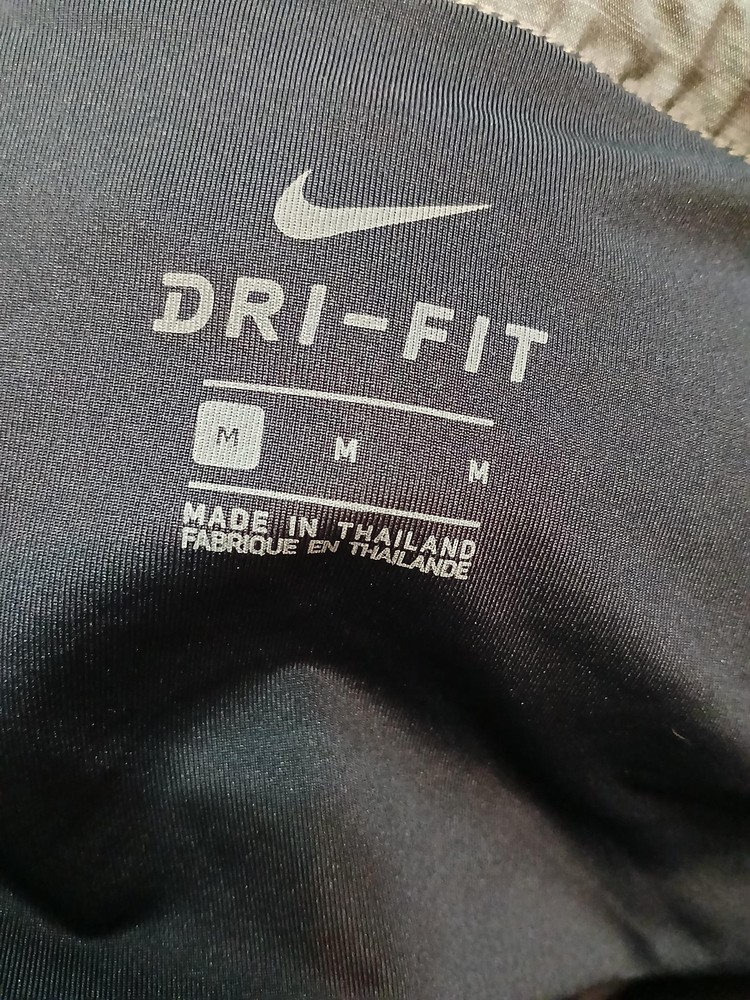 DRI-FIT
M M M
MADE IN THAILAND
FABRIQUE EN THAILANDE